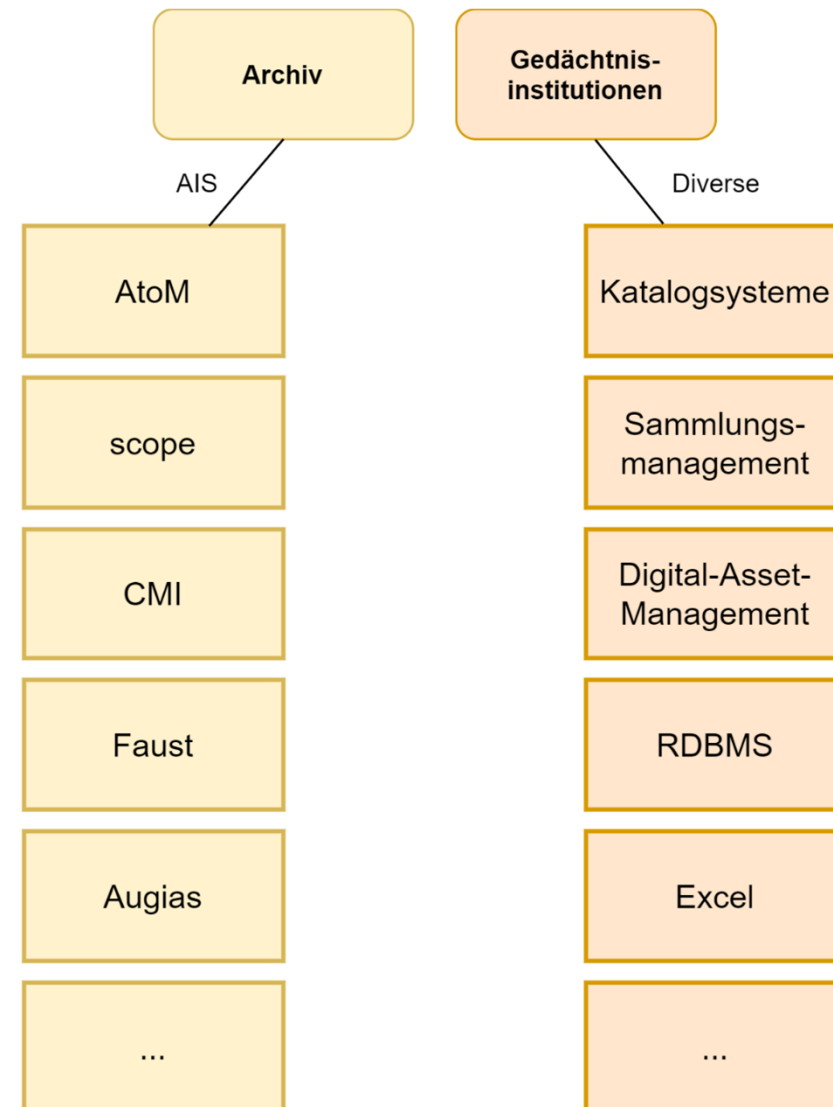 Archiv
Gedächtnis-
institutionen
AIS
Diverse
AtoM
scope
CMI
Faust
Augias
...
Katalogsysteme
Sammlungs-
management
Digital-Asset-
Management
RDBMS
Excel
...